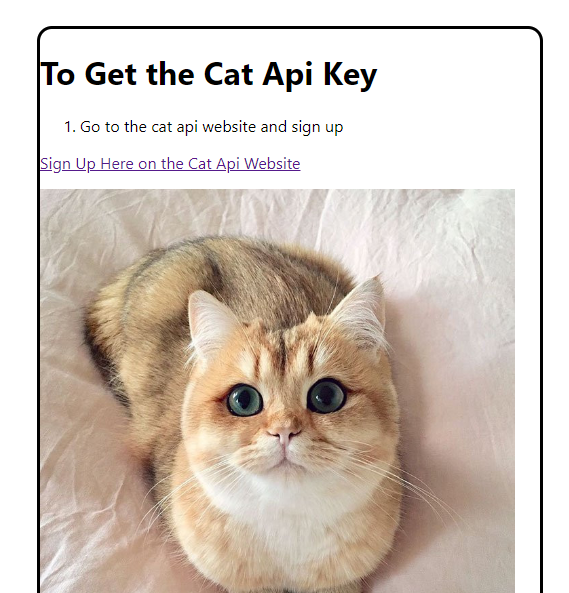 To Get the Cat Api Key
1. Go to the cat api website and sign up
Sign Up Here on the Cat Api Website